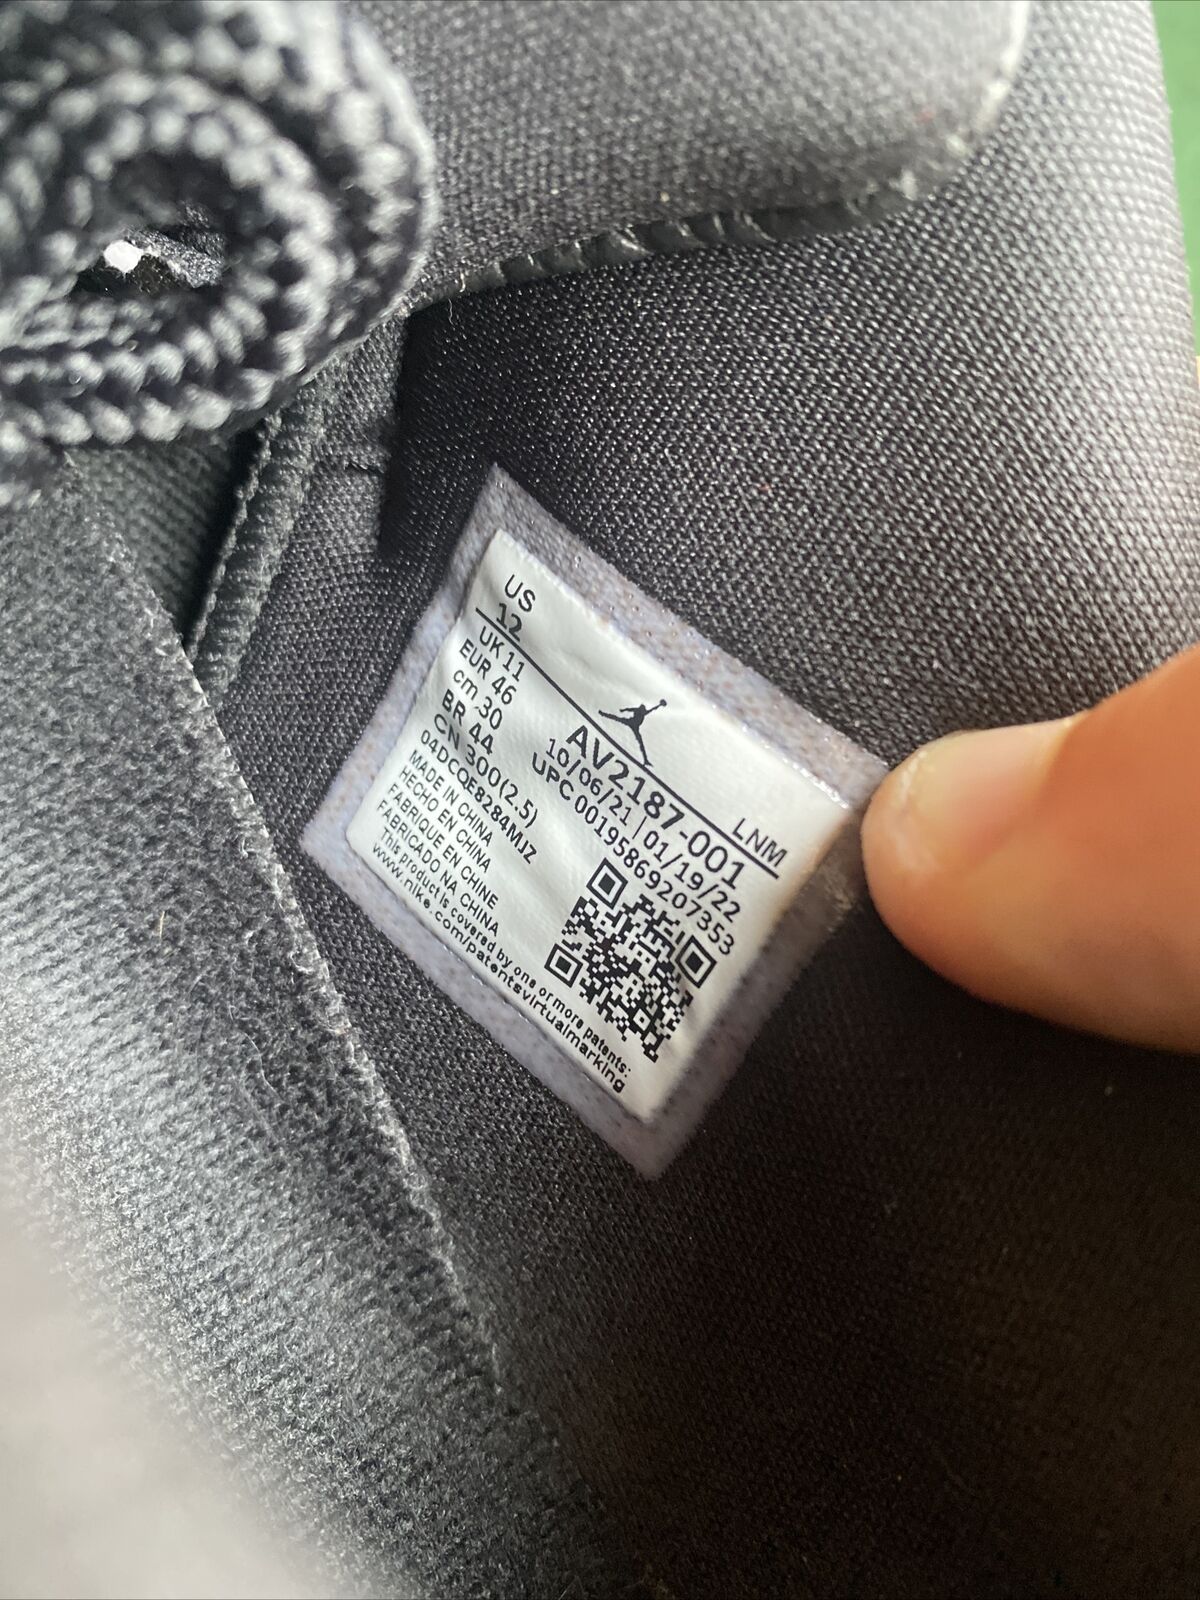 US
12
UK 11
EUR 46
cm 30
BR 44
CN 300(2.5)
04DCQE8284MJZ
MADE IN CHINA
HECHO EN CHINA
FABRIQUE EN CHINE
FABRICADO NA CHINA
This product is covered by one or more patents:
www.nike.com/patentsvirtualmarking
LNM
AV2187-001
10/06/21 | 01/19/22
UPC 00195869207353